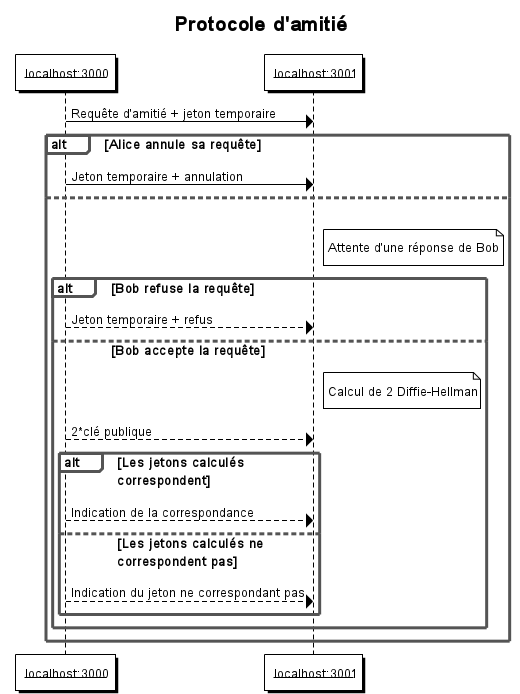 Protocole d'amitié
localhost:3000
localhost:3001
Requête d'amitié + jeton temporaire
alt
[Alice annule sa requête]
Jeton temporaire + annulation
Attente d'une réponse de Bob
alt
[Bob refuse la requête]
Jeton temporaire + refus
[Bob accepte la requête]
Calcul de 2 Diffie-Hellman
2*clé publique
alt
[Les jetons calculés
correspondent]
Indication de la correspondance
[Les jetons calculés ne
correspondent pas]
Indication du jeton ne correspondant pas
localhost:3000
localhost:3001